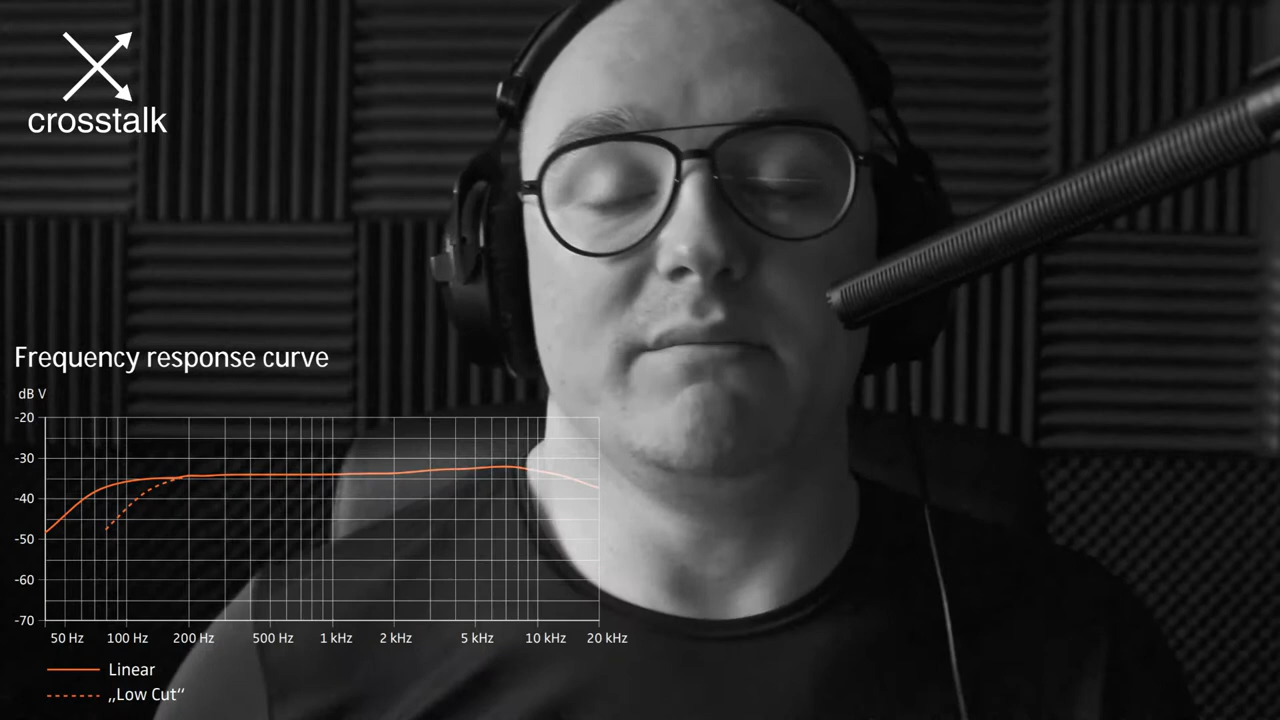 crosstalk
Frequency response curve
dB V
-20
-30
-40
-50
-60
-70
50 Hz 100 Hz 200 Hz 500 Hz 1 kHz 2 kHz 5 kHz 10 kHz 20 kHz
Linear
„Low Cut“